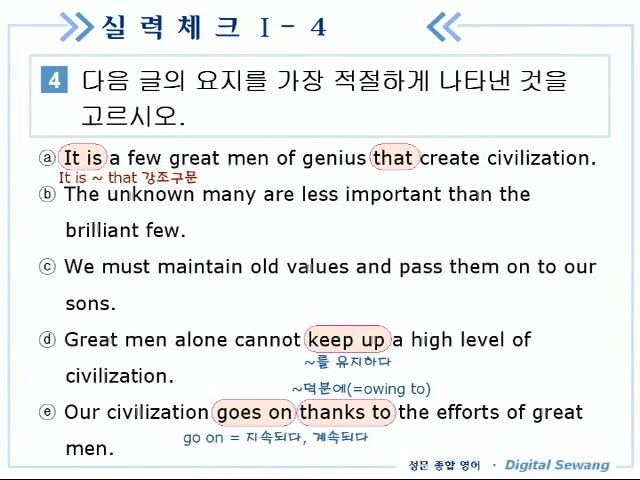 실 력 체 크 I - 4
4 다음 글의 요지를 가장 적절하게 나타낸 것을
고르시오.
ⓐ It is a few great men of genius that create civilization.
It is ~ that 강조구문
ⓑ The unknown many are less important than the
brilliant few.
ⓒ We must maintain old values and pass them on to our
sons.
ⓓ Great men alone cannot keep up a high level of
~를 유지하다
civilization.
~덕분에(=owing to)
ⓔ Our civilization goes on thanks to the efforts of great
go on = 지속되다, 계속되다
men.
성문 종합 영어 · Digital Sewang